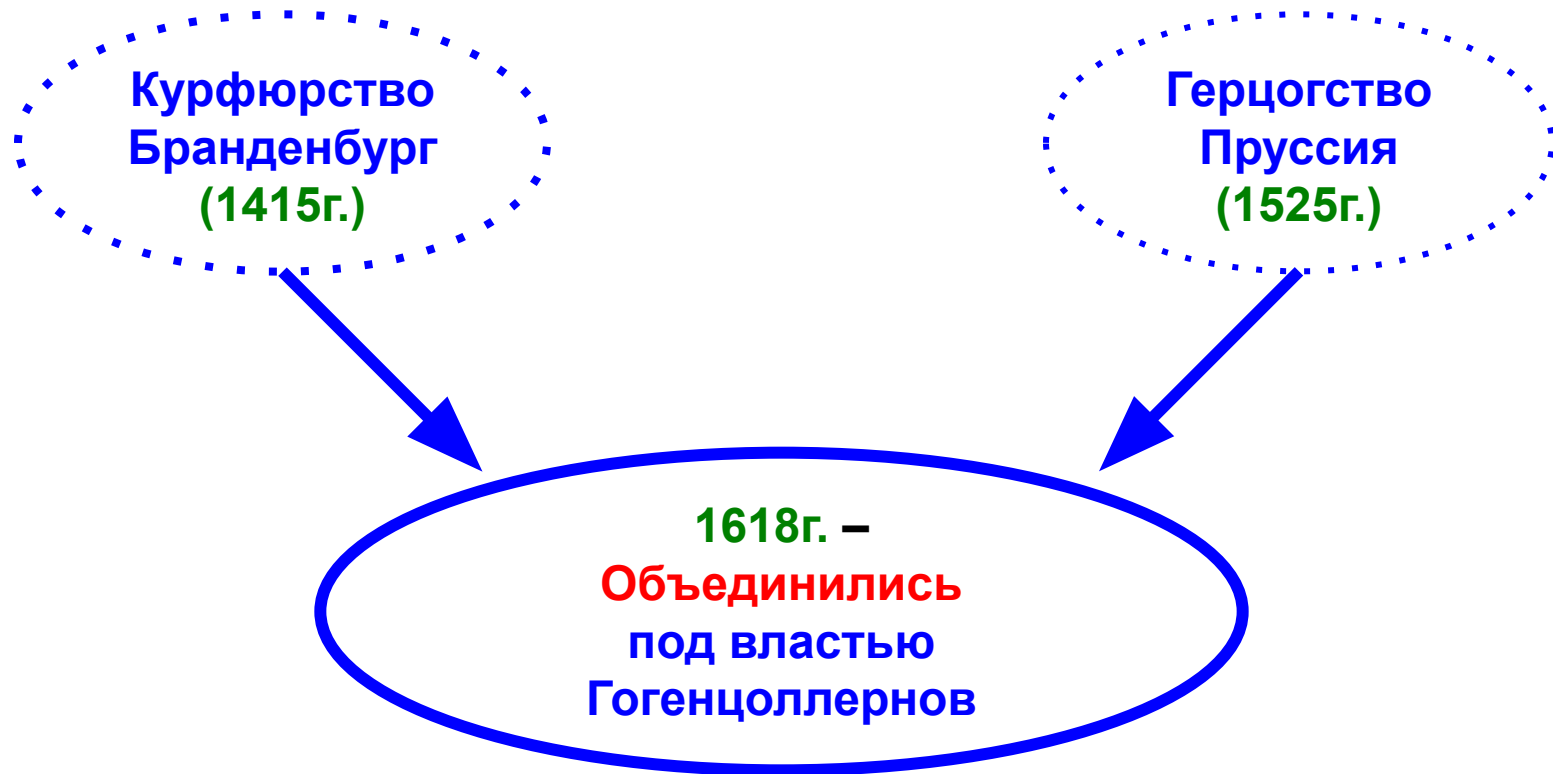 Курфюрство
Бранденбург
(1415г.)
Герцогство
Пруссия
(1525г.)
1618г. –
Объединились
под властью
Гогенцоллернов